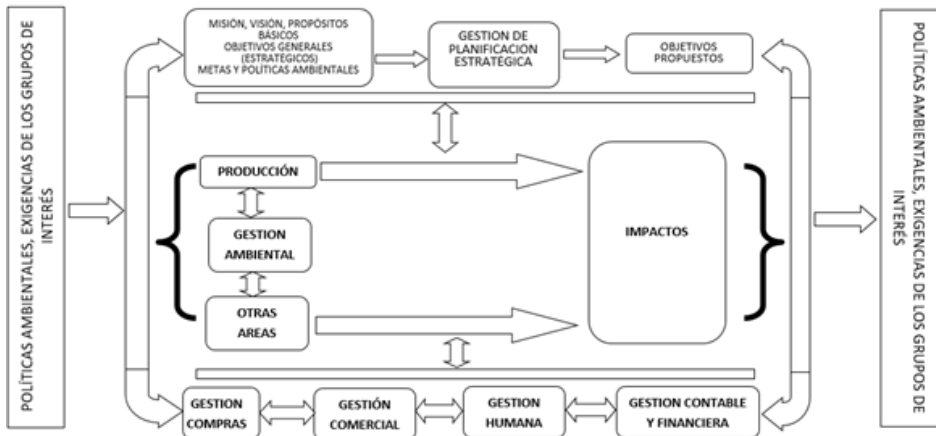 POLÍTICAS AMBIENTALES, EXIGENCIAS DE LOS GRUPOS DE
INTERÉS
MISIÓN, VISIÓN, PROPÓSITOS
BÁSICOS
OBJETIVOS GENERALES
(ESTRATÉGICOS)
METAS Y POLÍTICAS AMBIENTALES
GESTION DE
PLANIFICACION
ESTRATÉGICA
OBJETIVOS
PROPUESTOS
PRODUCCIÓN
GESTION
AMBIENTAL
OTRAS
AREAS
IMPACTOS
GESTION
COMPRAS
GESTIÓN
COMERCIAL
GESTION
HUMANA
GESTION CONTABLE
Y FINANCIERA
POLÍTICAS AMBIENTALES, EXIGENCIAS DE LOS GRUPOS DE
INTERÉS